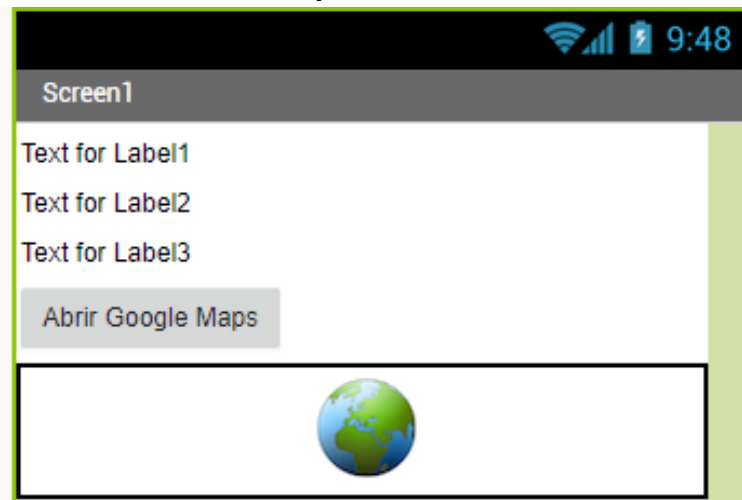 9:48
Screen1
Text for Label1
Text for Label2
Text for Label3
Abrir Google Maps